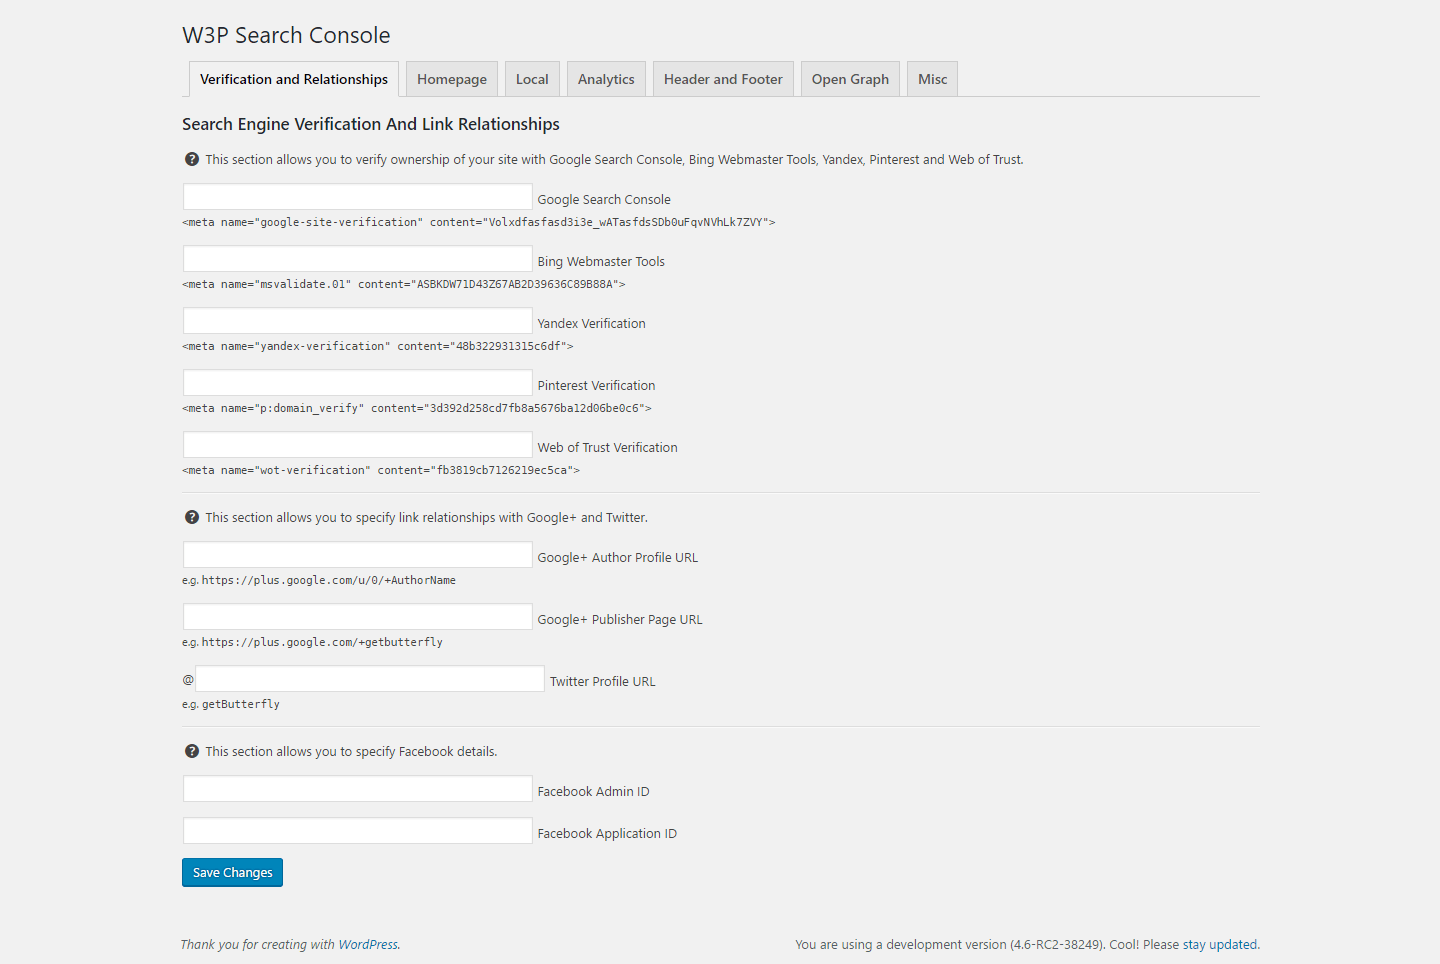 W3P Search Console
Verification and Relationships Homepage Local Analytics Header and Footer Open Graph Misc
Search Engine Verification And Link Relationships
? This section allows you to verify ownership of your site with Google Search Console, Bing Webmaster Tools, Yandex, Pinterest and Web of Trust.
Google Search Console
<meta name="google-site-verification" content="Volxdfasfasd3i3e_wATasfdsSDb0uFqvNVhLk7ZVY">
Bing Webmaster Tools
<meta name="msvalidate.01" content="ASBKDW71D43Z67AB2D39636C89B88A">
Yandex Verification
<meta name="yandex-verification" content="48b322931315c6df">
Pinterest Verification
<meta name="p:domain_verify" content="3d392d258cd7fb8a5676ba12d06be0c6">
Web of Trust Verification
<meta name="wot-verification" content="fb3819cb7126219ec5ca">
? This section allows you to specify link relationships with Google+ and Twitter.
Google+ Author Profile URL
e.g. https://plus.google.com/u/0/+AuthorName
Google+ Publisher Page URL
e.g. https://plus.google.com/+getbutterfly
@ Twitter Profile URL
e.g. getButterfly
? This section allows you to specify Facebook details.
Facebook Admin ID
Facebook Application ID
Save Changes
Thank you for creating with WordPress. You are using a development version (4.6-RC2-38249). Cool! Please stay updated.